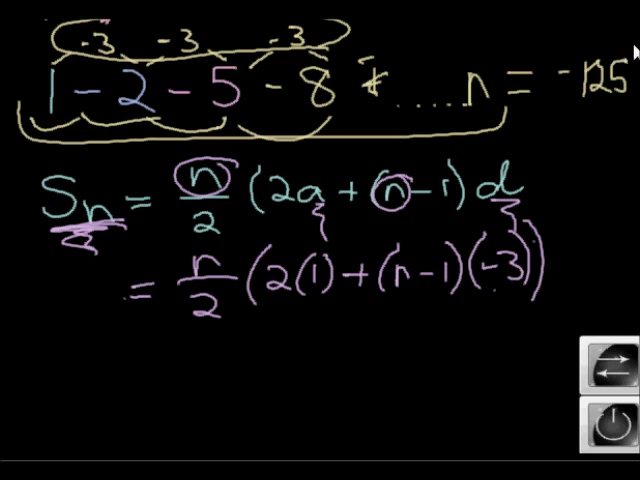 -3 -3 -3
1 - 2 - 5 - 8 + ...... n = -125
Sn = n/2 (2a + (n-1)d
= n/2 (2(1) + (n-1)(-3))